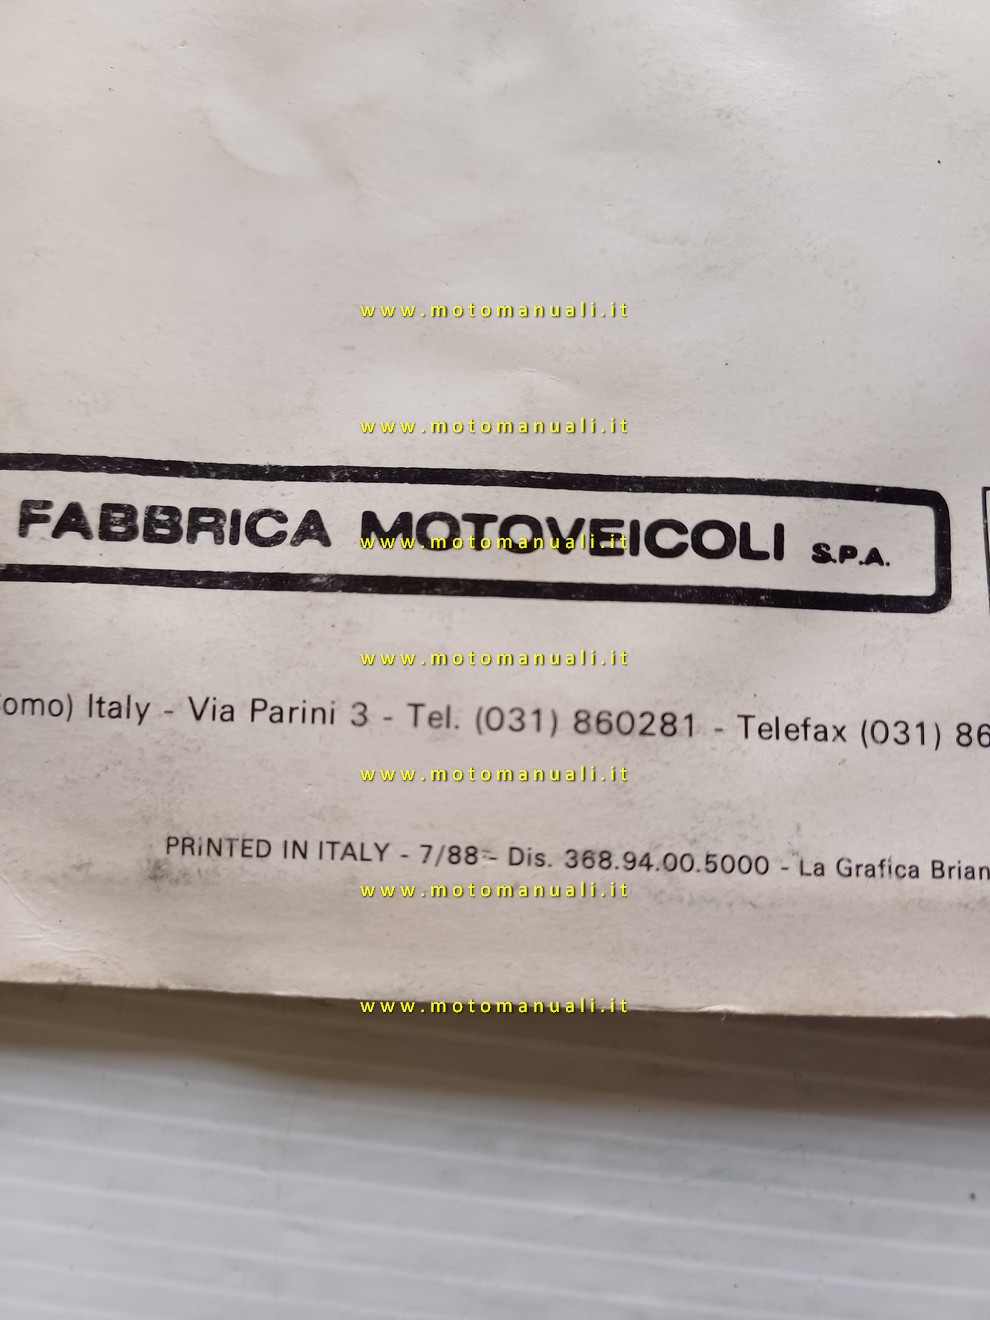 www.motomanuali.it
www.motomanuali.it
FABBRICA MOTOVEICOLI S.P.A.
www.motomanuali.it
www.motomanuali.it
omo) Italy - Via Parini 3 - Tel. (031) 860281 - Telefax (031) 86
www.motomanuali.it
PRINTED IN ITALY - 7/88 - Dis. 368.94.00.5000 - La Grafica Brian
www.motomanuali.it
www.motomanuali.it